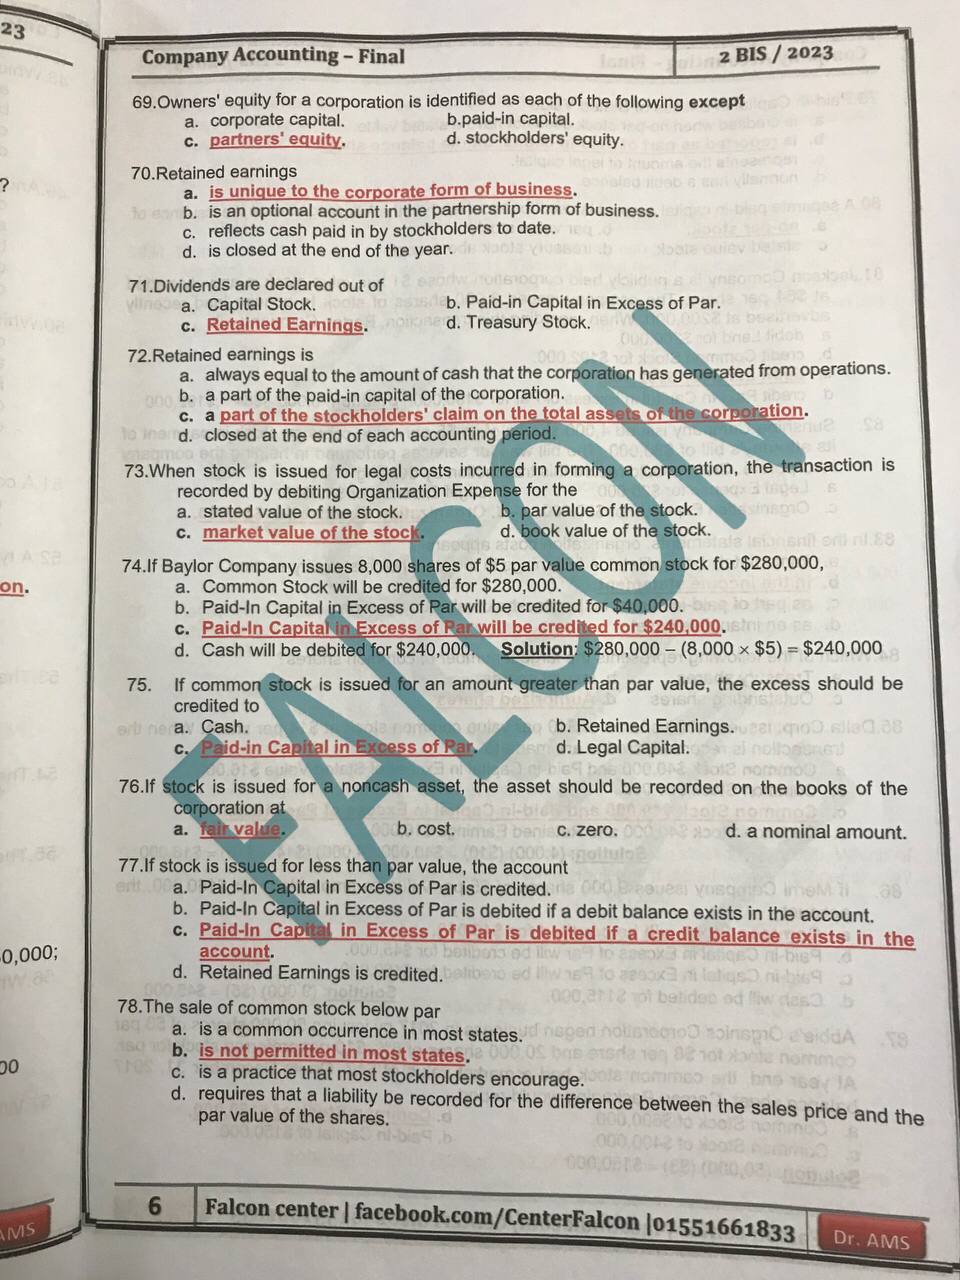 23
Company Accounting – Final
2 BIS / 2023
69.Owners' equity for a corporation is identified as each of the following except
a. corporate capital. b.paid-in capital.
c. partners' equity. d. stockholders' equity.
70.Retained earnings
a. is unique to the corporate form of business.
b. is an optional account in the partnership form of business.
c. reflects cash paid in by stockholders to date.
d. is closed at the end of the year.
71.Dividends are declared out of
a. Capital Stock. b. Paid-in Capital in Excess of Par.
c. Retained Earnings. d. Treasury Stock.
72.Retained earnings is
a. always equal to the amount of cash that the corporation has generated from operations.
b. a part of the paid-in capital of the corporation.
c. a part of the stockholders' claim on the total assets of the corporation.
d. closed at the end of each accounting period.
73.When stock is issued for legal costs incurred in forming a corporation, the transaction is
recorded by debiting Organization Expense for the
a. stated value of the stock. b. par value of the stock.
c. market value of the stock. d. book value of the stock.
74.If Baylor Company issues 8,000 shares of $5 par value common stock for $280,000,
a. Common Stock will be credited for $280,000.
b. Paid-In Capital in Excess of Par will be credited for $40,000.
c. Paid-In Capital in Excess of Par will be credited for $240,000.
d. Cash will be debited for $240,000. Solution: $280,000 – (8,000 × $5) = $240,000
75. If common stock is issued for an amount greater than par value, the excess should be
credited to
a. Cash. b. Retained Earnings.
c. Paid-in Capital in Excess of Par. d. Legal Capital.
76.If stock is issued for a noncash asset, the asset should be recorded on the books of the
corporation at
a. fair value. b. cost. c. zero. d. a nominal amount.
77.If stock is issued for less than par value, the account
a. Paid-In Capital in Excess of Par is credited.
b. Paid-In Capital in Excess of Par is debited if a debit balance exists in the account.
c. Paid-In Capital in Excess of Par is debited if a credit balance exists in the
account.
d. Retained Earnings is credited.
78.The sale of common stock below par
a. is a common occurrence in most states.
b. is not permitted in most states.
c. is a practice that most stockholders encourage.
d. requires that a liability be recorded for the difference between the sales price and the
par value of the shares.
FALCON
6
Falcon center | facebook.com/CenterFalcon |01551661833
Dr. AMS
?
on.
0,000;
00
AMS